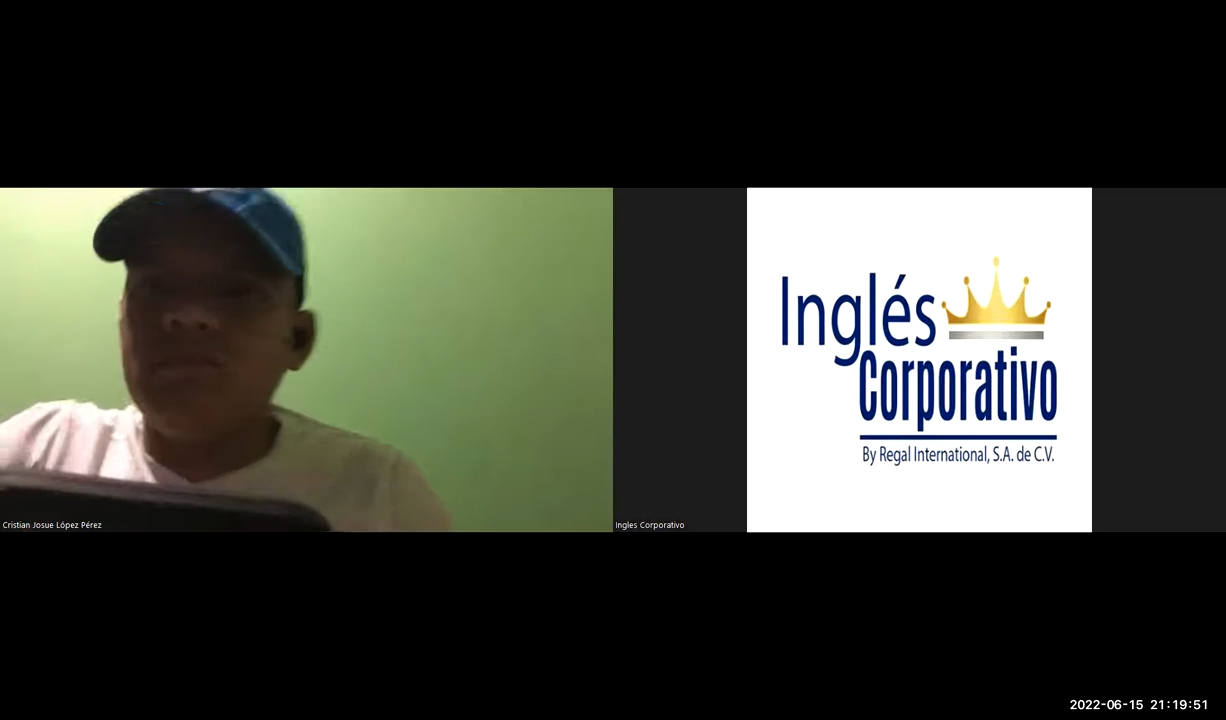 Inglés
Corporativo
By Regal International, S.A. de C.V.
Cristian Josue López Pérez
Ingles Corporativo
2022-06-15 21:19:51